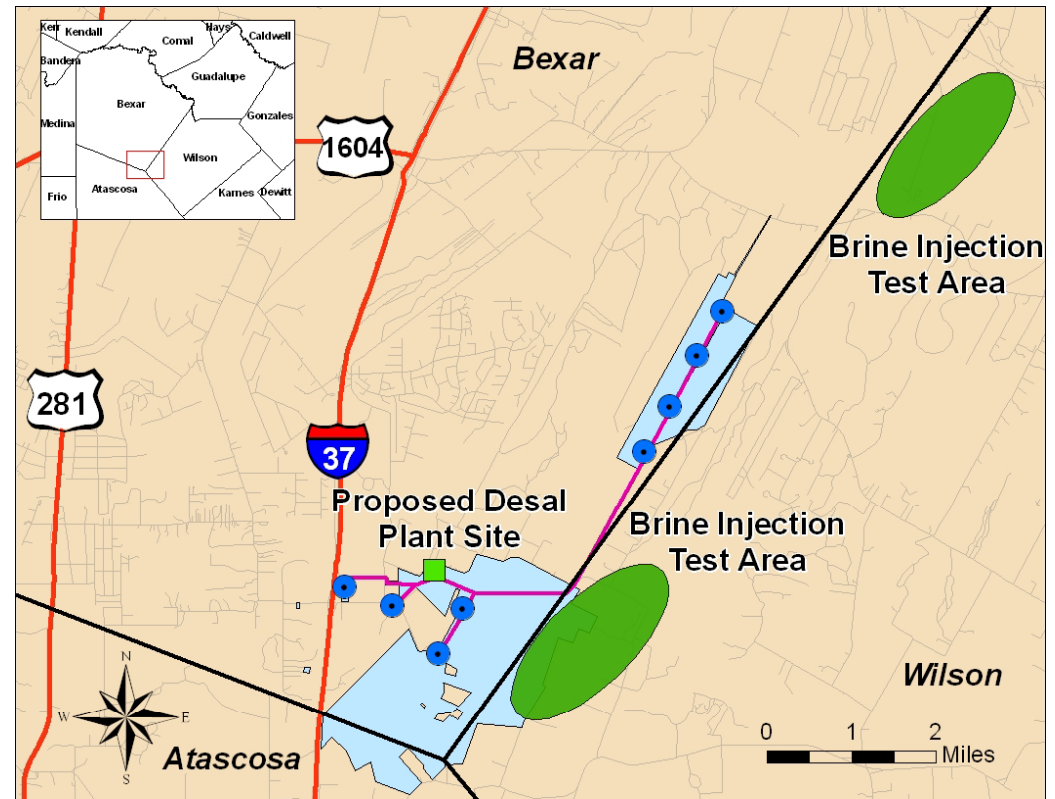 Kerr
Kendall
Hays
Comal
Caldwell
Bandera
Guadalupe
Bexar
Gonzales
Medina
Wilson
Atascosa
Frio
Karnes
Dewitt
Bexar
1604
Brine Injection
Test Area
281
37
Proposed Desal
Plant Site
Brine Injection
Test Area
Wilson
N
W
E
S
Atascosa
0
1
2
Miles